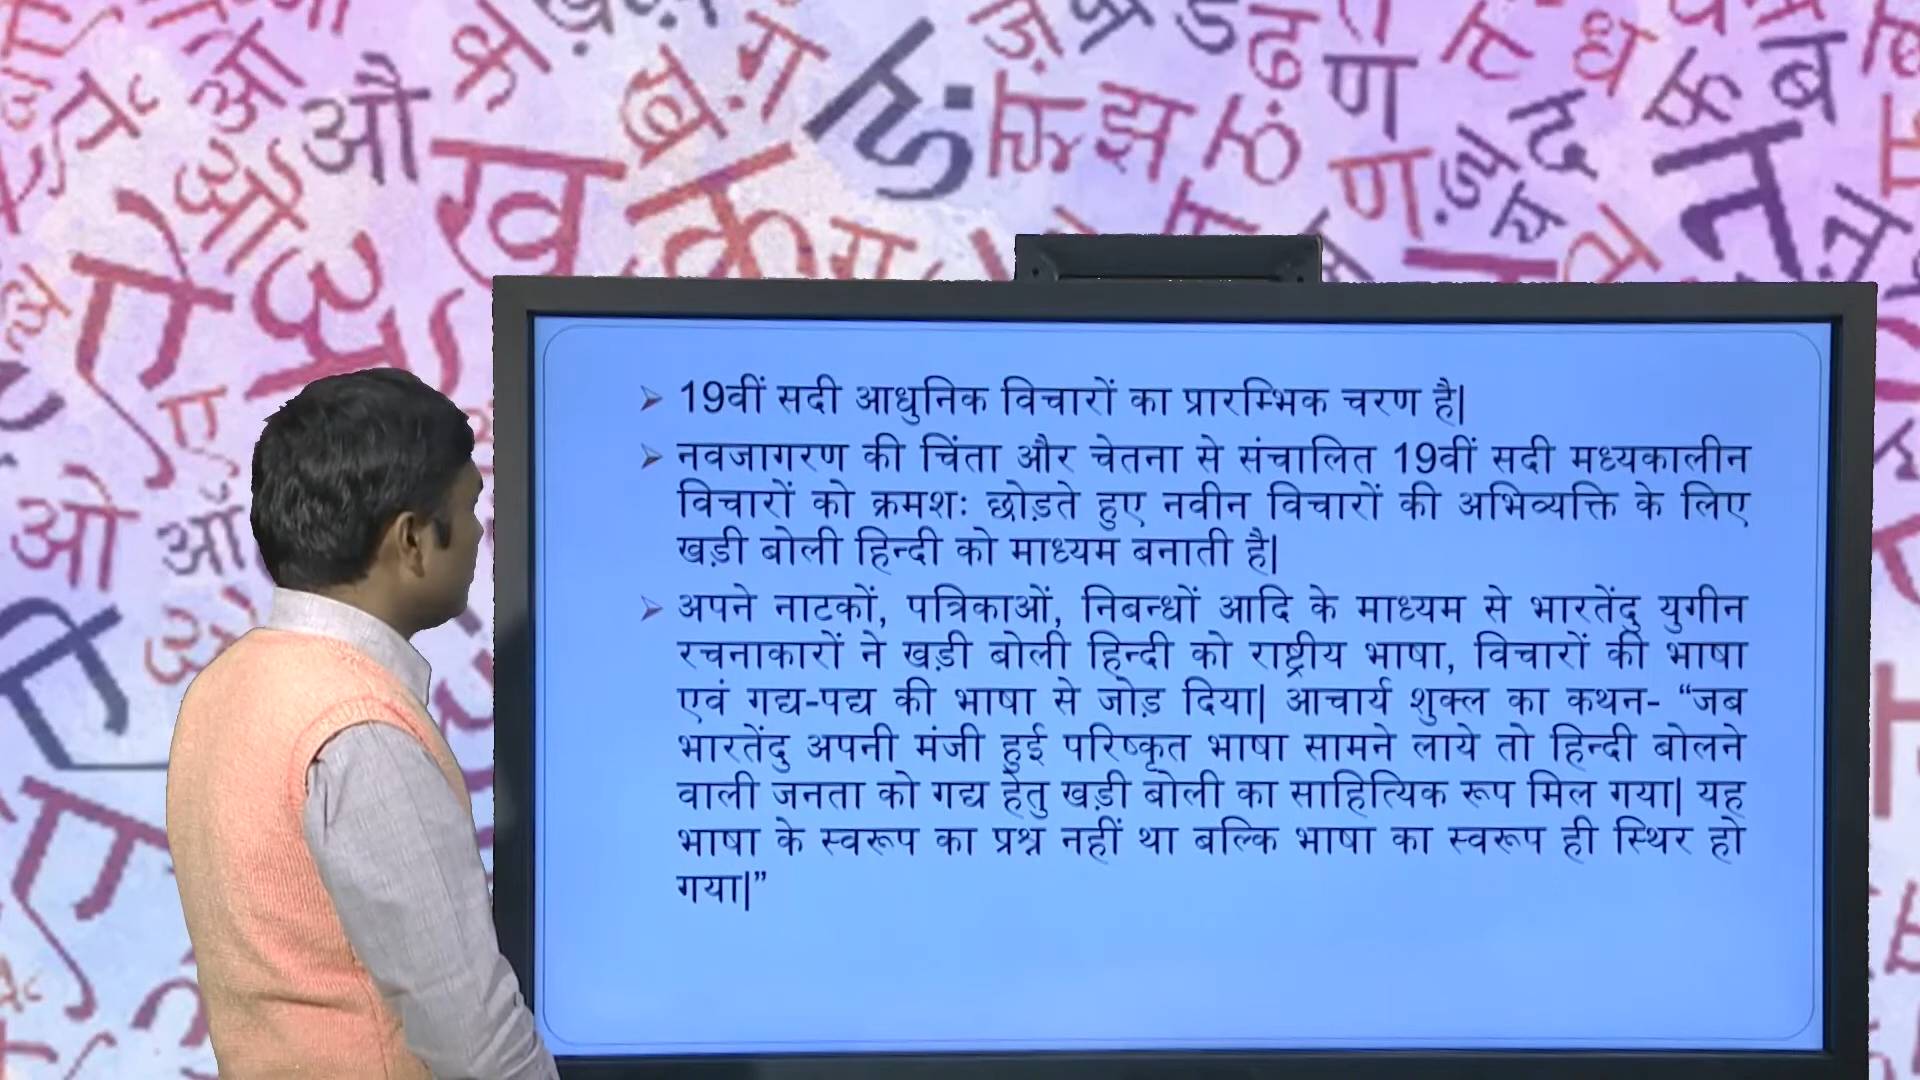 ➢ 19वीं सदी आधुनिक विचारों का प्रारम्भिक चरण है|
➢ नवजागरण की चिंता और चेतना से संचालित 19वीं सदी मध्यकालीन
विचारों को क्रमशः छोड़ते हुए नवीन विचारों की अभिव्यक्ति के लिए
खड़ी बोली हिन्दी को माध्यम बनाती है|
➢ अपने नाटकों, पत्रिकाओं, निबन्धों आदि के माध्यम से भारतेंदु युगीन
रचनाकारों ने खड़ी बोली हिन्दी को राष्ट्रीय भाषा, विचारों की भाषा
एवं गद्य-पद्य की भाषा से जोड़ दिया| आचार्य शुक्ल का कथन- “जब
भारतेंदु अपनी मंजी हुई परिष्कृत भाषा सामने लाये तो हिन्दी बोलने
वाली जनता को गद्य हेतु खड़ी बोली का साहित्यिक रूप मिल गया| यह
भाषा के स्वरूप का प्रश्न नहीं था बल्कि भाषा का स्वरूप ही स्थिर हो
गया|”